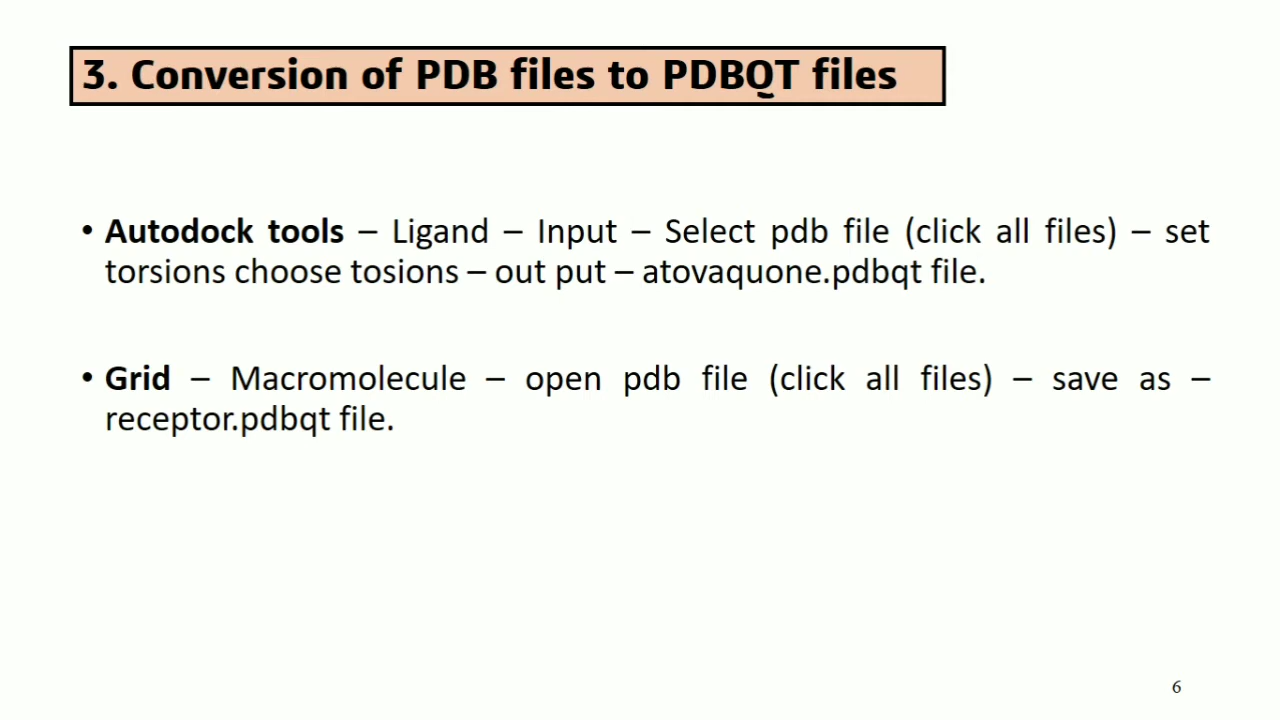 3. Conversion of PDB files to PDBQT files
• Autodock tools – Ligand – Input – Select pdb file (click all files) – set
torsions choose tosions – out put – atovaquone.pdbqt file.
• Grid – Macromolecule – open pdb file (click all files) – save as –
receptor.pdbqt file.
6